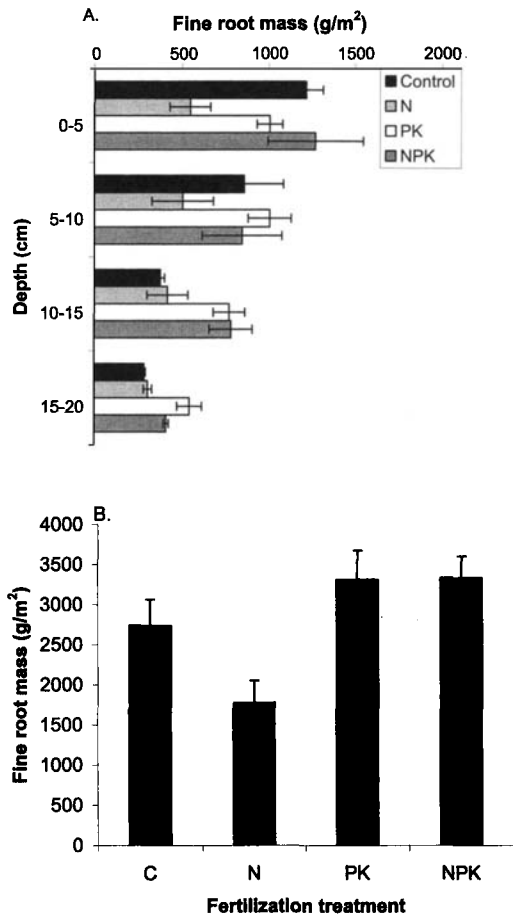 A.
Fine root mass (g/m²)
0 500 1000 1500 2000
Control
N
PK
NPK
Depth (cm)
0-5
5-10
10-15
15-20
B.
Fine root mass (g/m²)
4000
3500
3000
2500
2000
1500
1000
500
0
C N PK NPK
Fertilization treatment